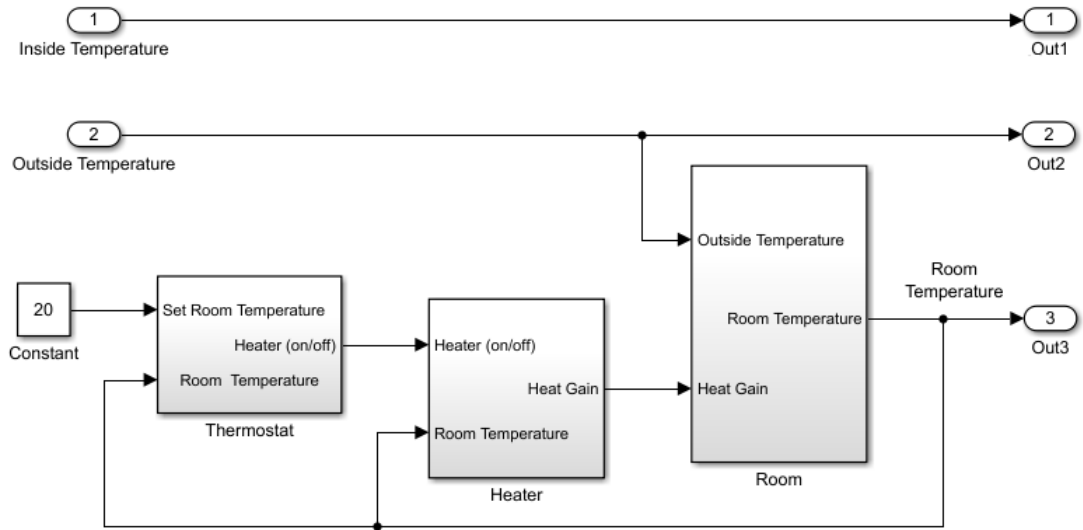 1
Inside Temperature
1
Out1
2
Outside Temperature
2
Out2
Outside Temperature
Room Temperature
Heat Gain
Room
Room
Temperature
3
Out3
20
Constant
Set Room Temperature
Heater (on/off)
Room  Temperature
Thermostat
Heater (on/off)
Heat Gain
Room Temperature
Heater